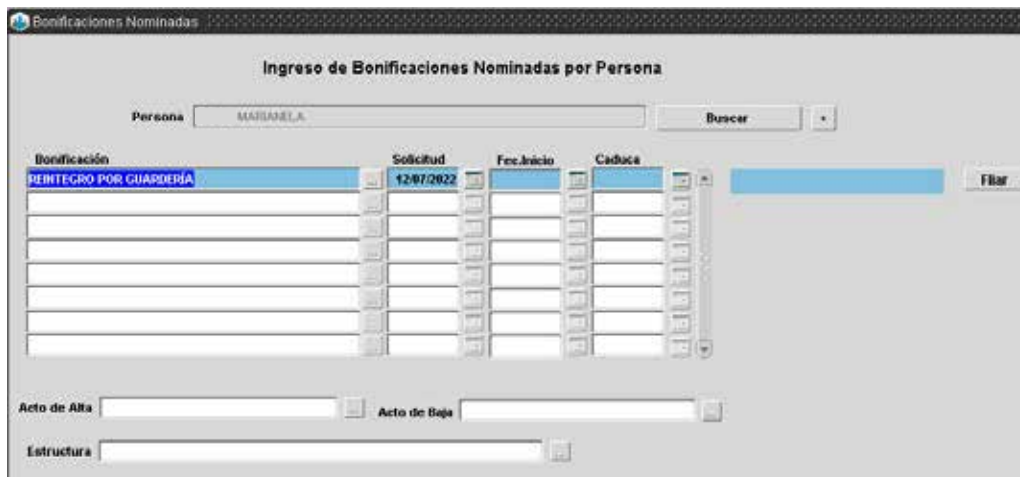 Bonificaciones Nominadas
Ingreso de Bonificaciones Nominadas por Persona
Persona MARIANELA Buscar
Bonificación Solicitud Fec.Inicio Caduca
REINTEGRO POR GUARDERÍA 12/07/2022 Filiar
Acto de Alta Acto de Baja
Estructura